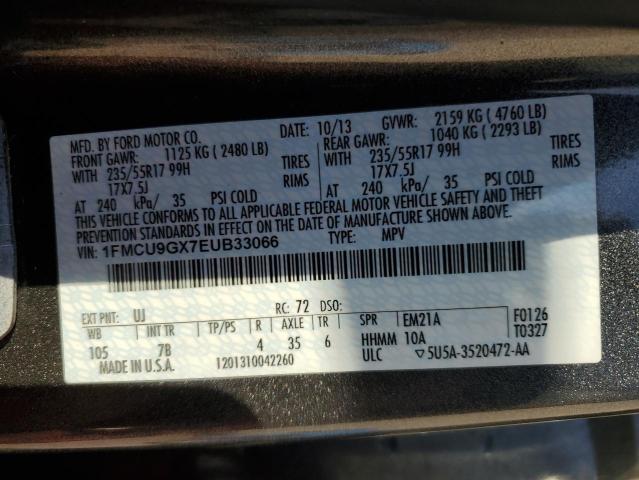 MFD. BY FORD MOTOR CO. DATE: 10/13 GVWR: 2159 KG ( 4760 LB)
FRONT GAWR: 1125 KG ( 2480 LB) REAR GAWR: 1040 KG ( 2293 LB)
WITH 235/55R17 99H TIRES WITH 235/55R17 99H TIRES
17X7.5J RIMS 17X7.5J RIMS
AT 240 kPa/ 35 PSI COLD AT 240 kPa/ 35 PSI COLD
THIS VEHICLE CONFORMS TO ALL APPLICABLE FEDERAL MOTOR VEHICLE SAFETY AND THEFT
PREVENTION STANDARDS IN EFFECT ON THE DATE OF MANUFACTURE SHOWN ABOVE.
VIN: 1FMCU9GX7EUB33066 TYPE: MPV
EXT PNT: UJ RC: 72 DSO:
WB INT TR TP/PS R AXLE TR SPR EM21A F0126
105 7B 4 35 6 HHMM 10A T0327
MADE IN U.S.A. 1201310042260 ULC ▽5U5A-3520472-AA